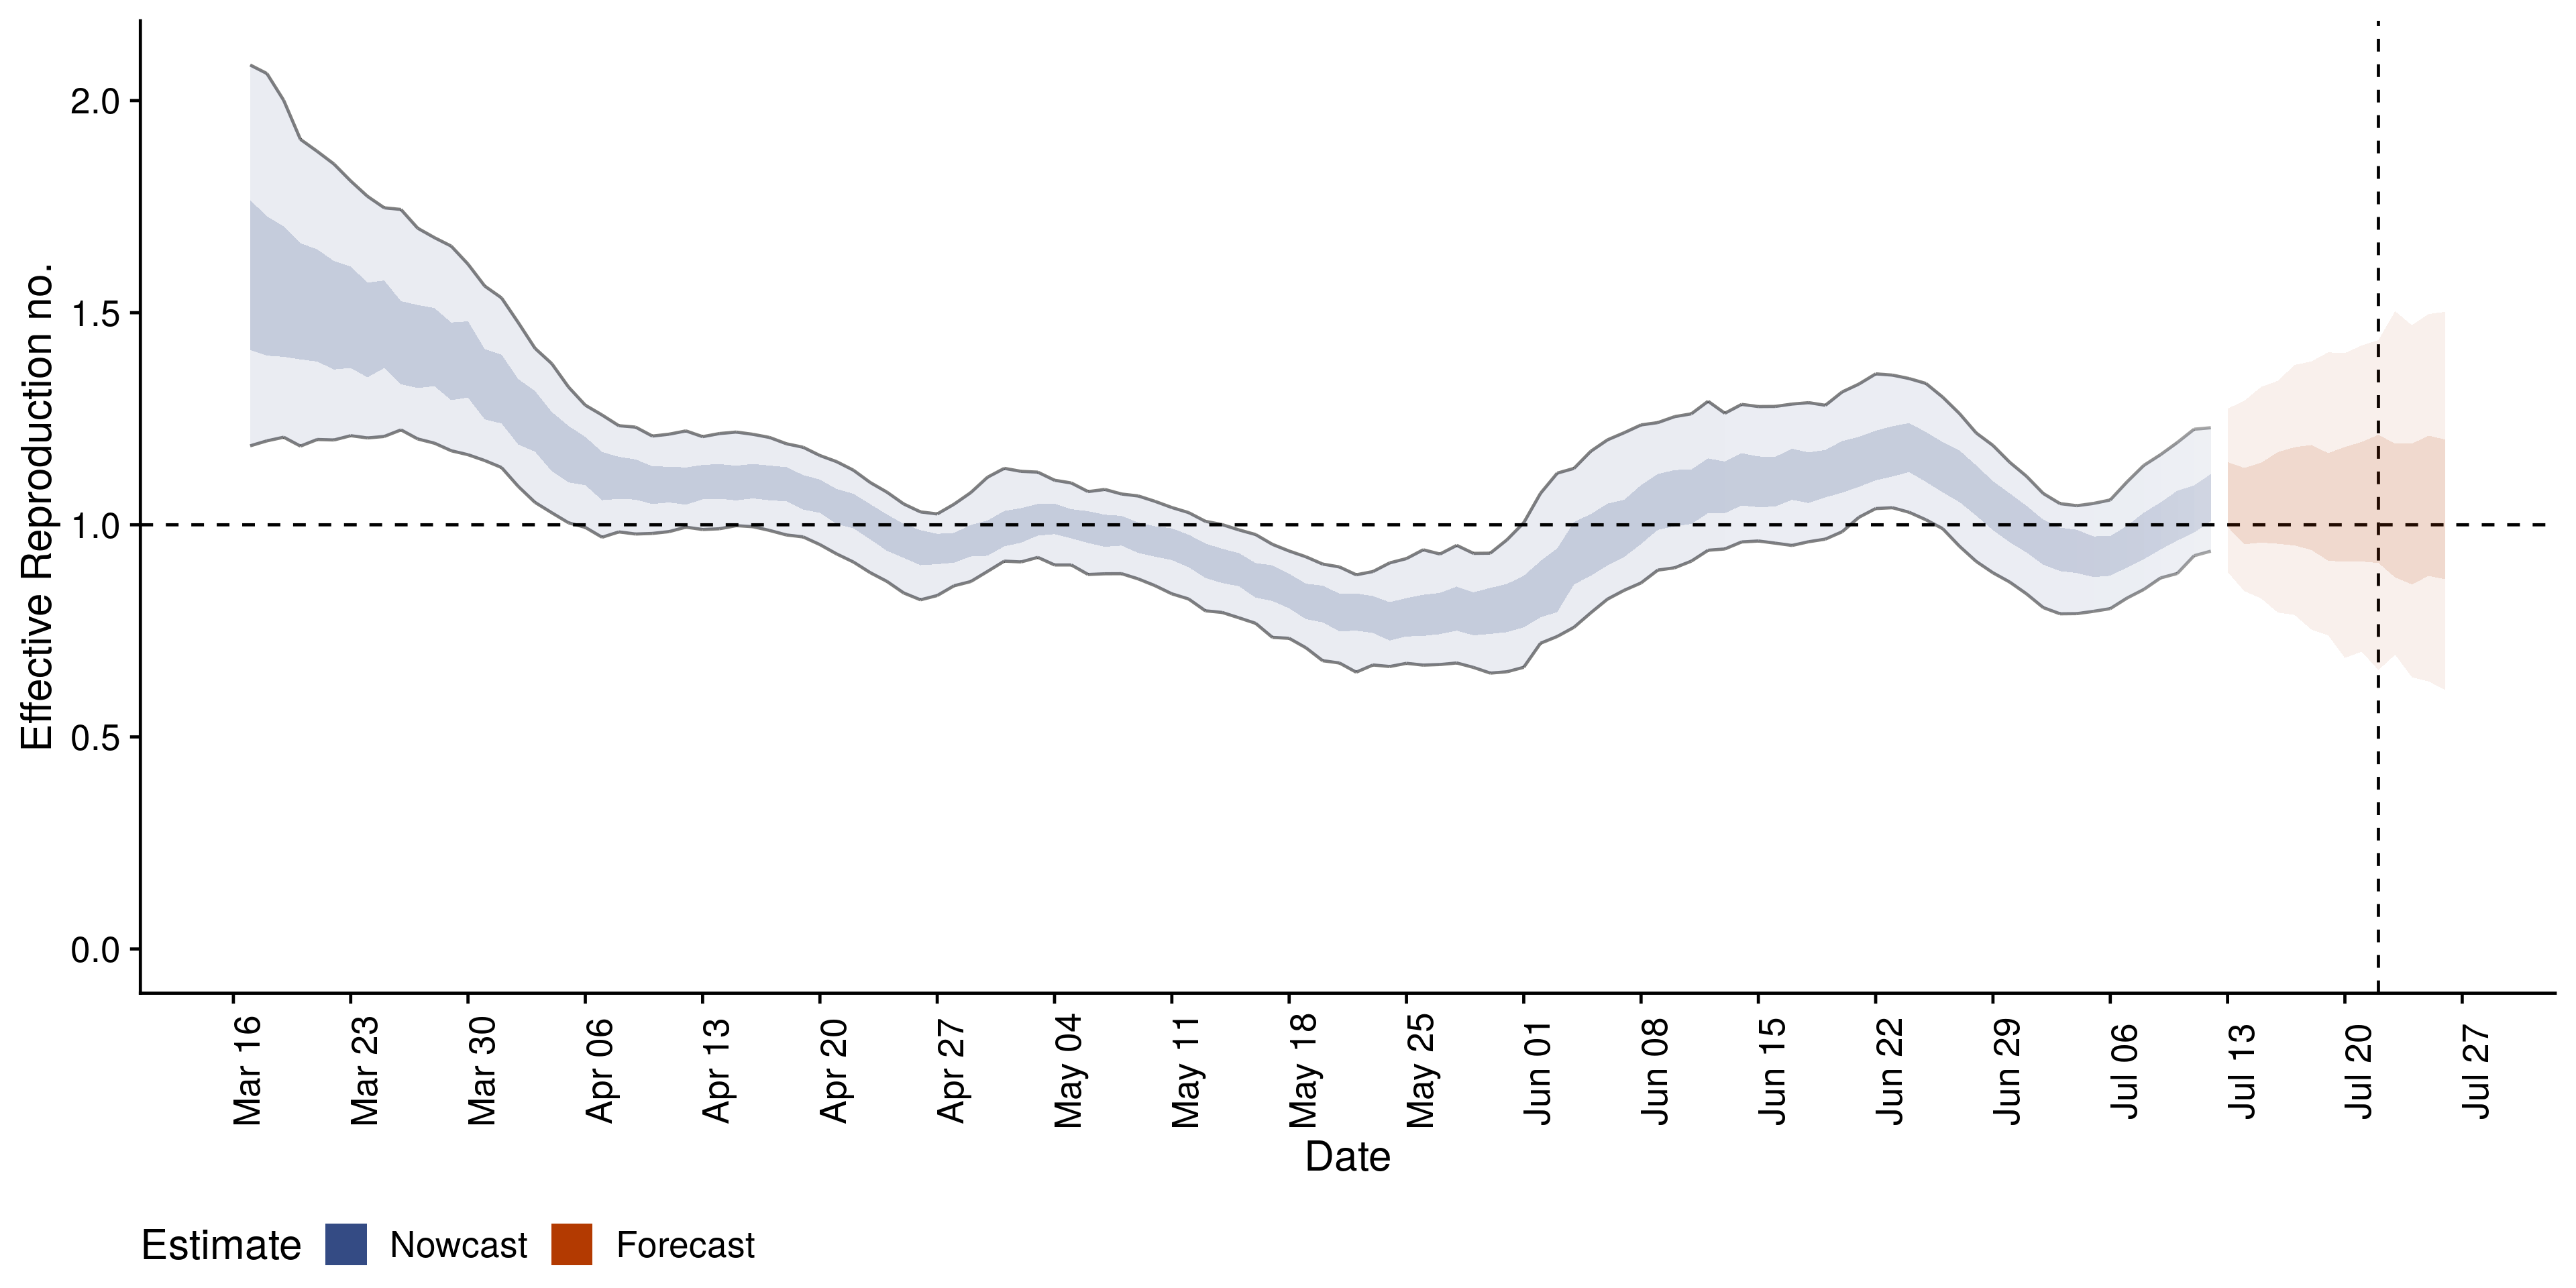 Effective Reproduction no.
2.0
1.5
1.0
0.5
0.0
Mar 16
Mar 23
Mar 30
Apr 06
Apr 13
Apr 20
Apr 27
May 04
May 11
May 18
May 25
Jun 01
Jun 08
Jun 15
Jun 22
Jun 29
Jul 06
Jul 13
Jul 20
Jul 27
Date
Estimate Nowcast Forecast